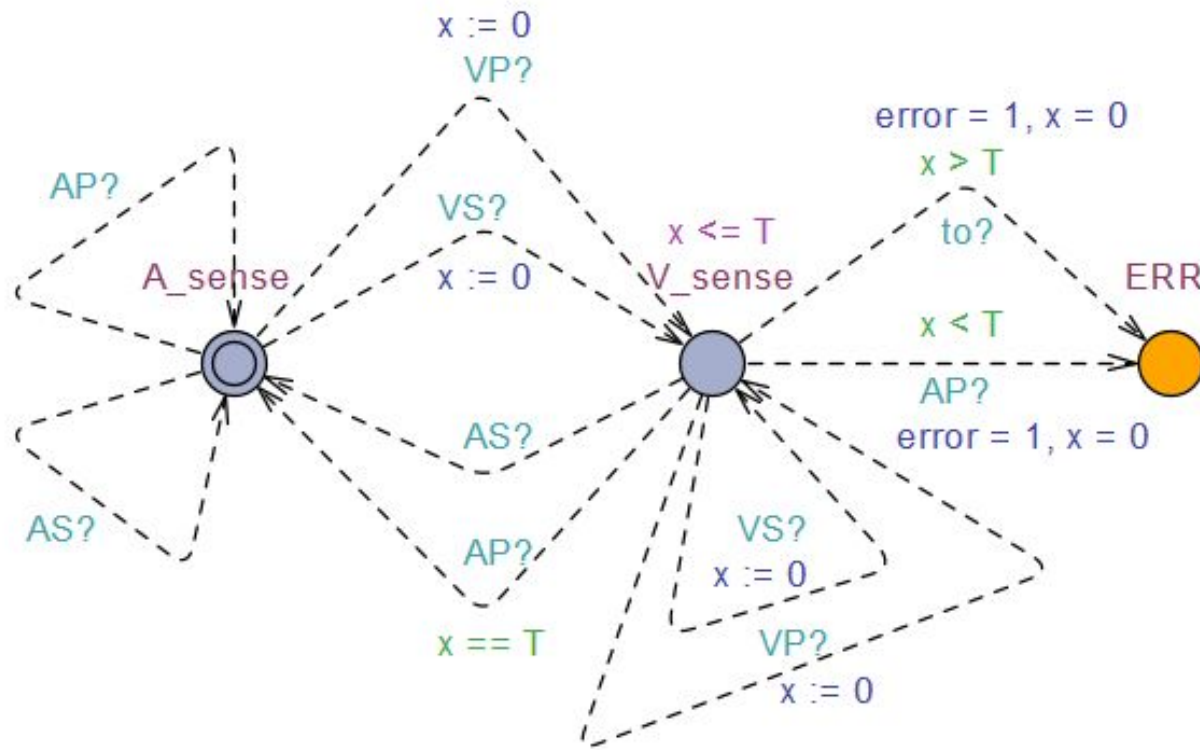 x := 0
VP?
error = 1, x = 0
x > T
AP?
VS?
x <= T
to?
A_sense
x := 0
V_sense
ERR
x < T
AP?
AS?
error = 1, x = 0
AS?
AP?
VS?
x := 0
x == T
VP?
x := 0